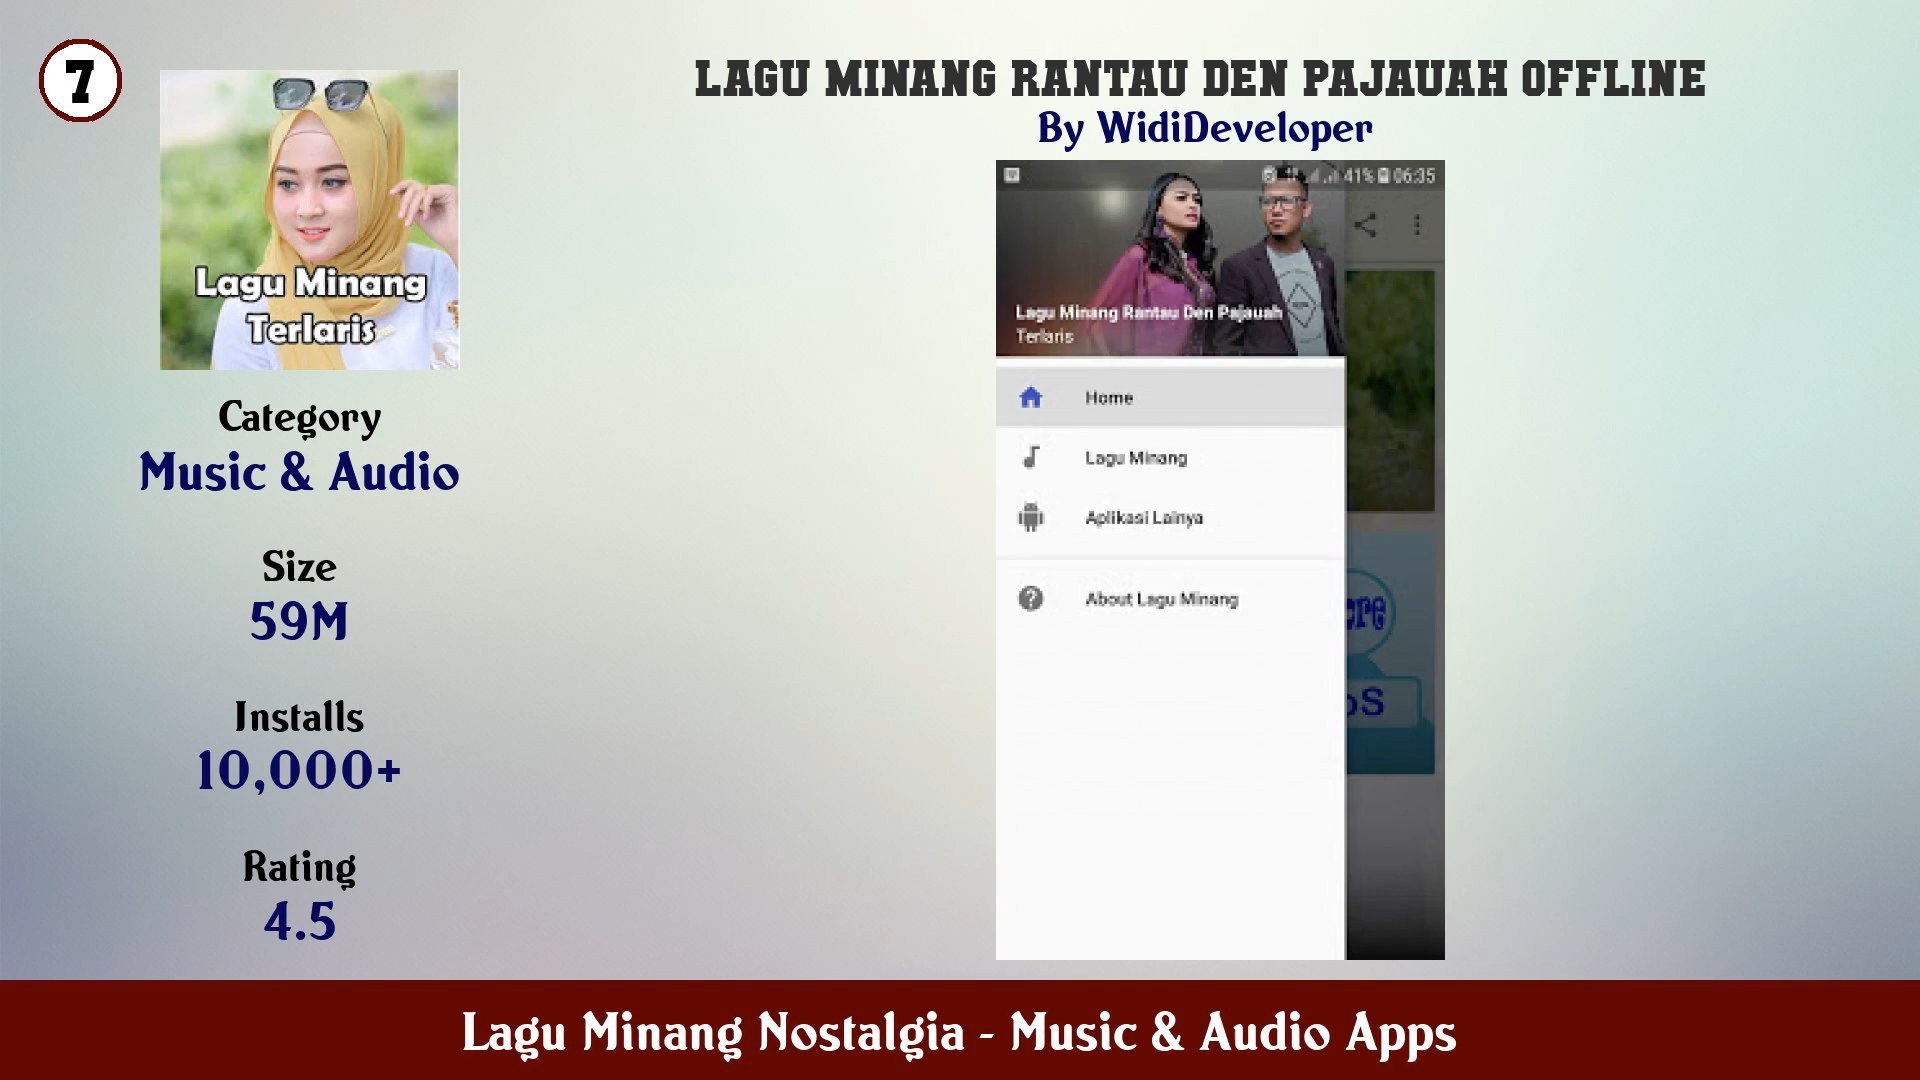 7
LAGU MINANG RANTAU DEN PAJAUAH OFFLINE
By WidiDeveloper
Lagu Minang
Terlaris
Category
Music & Audio
Size
59M
Installs
10,000+
Rating
4.5
41% 06:35
Lagu Minang Rantau Den Pajauah
Terlaris
Home
Lagu Minang
Aplikasi Lainya
About Lagu Minang
Lagu Minang Nostalgia - Music & Audio Apps